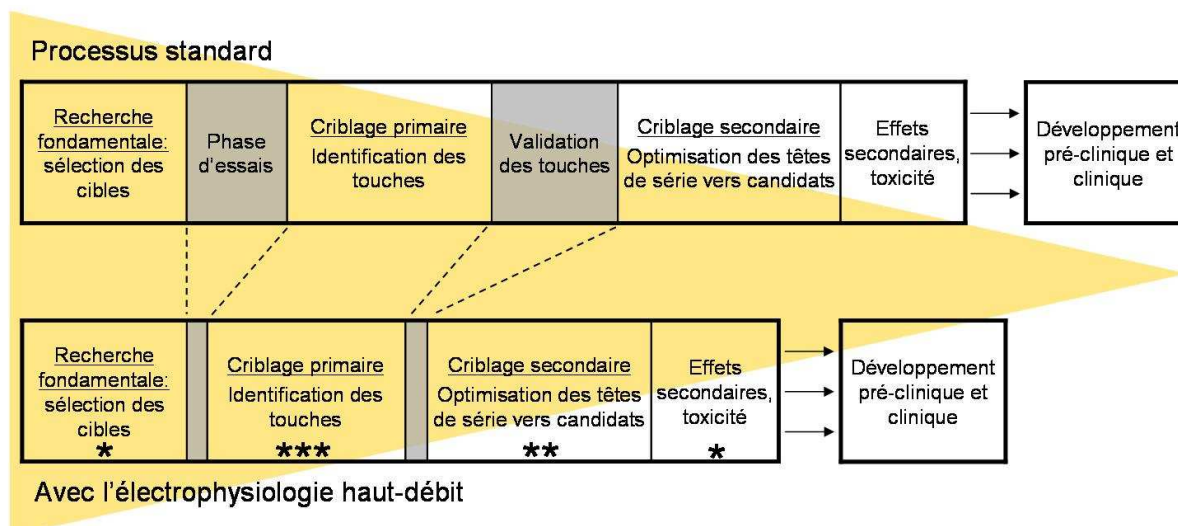 Processus standard
Recherche
fondamentale:
sélection des
cibles
Phase
d'essais
Criblage primaire
Identification des
touches
Validation
des touches
Criblage secondaire
Optimisation des têtes
de série vers candidats
Effets
secondaires,
toxicité
Développement
pré-clinique et
clinique
Recherche
fondamentale:
sélection des
cibles
*
Criblage primaire
Identification des
touches
***
Criblage secondaire
Optimisation des têtes
de série vers candidats
**
Effets
secondaires,
toxicité
*
Développement
pré-clinique et
clinique
Avec l'électrophysiologie haut-débit